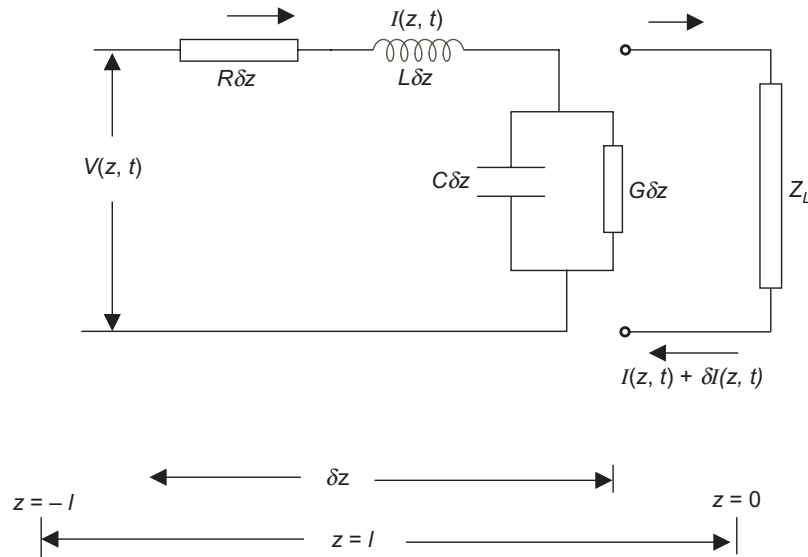 I(z, t)
Rδz
Lδz
V(z, t)
Cδz
Gδz
Z_L
I(z, t) + δI(z, t)
δz
z = – l
z = 0
z = l